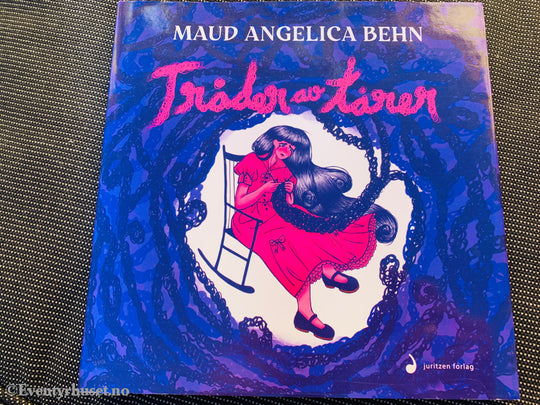 MAUD ANGELICA BEHN
Tråder av tårer
juritzen forlag
© Eventyrhuset.no